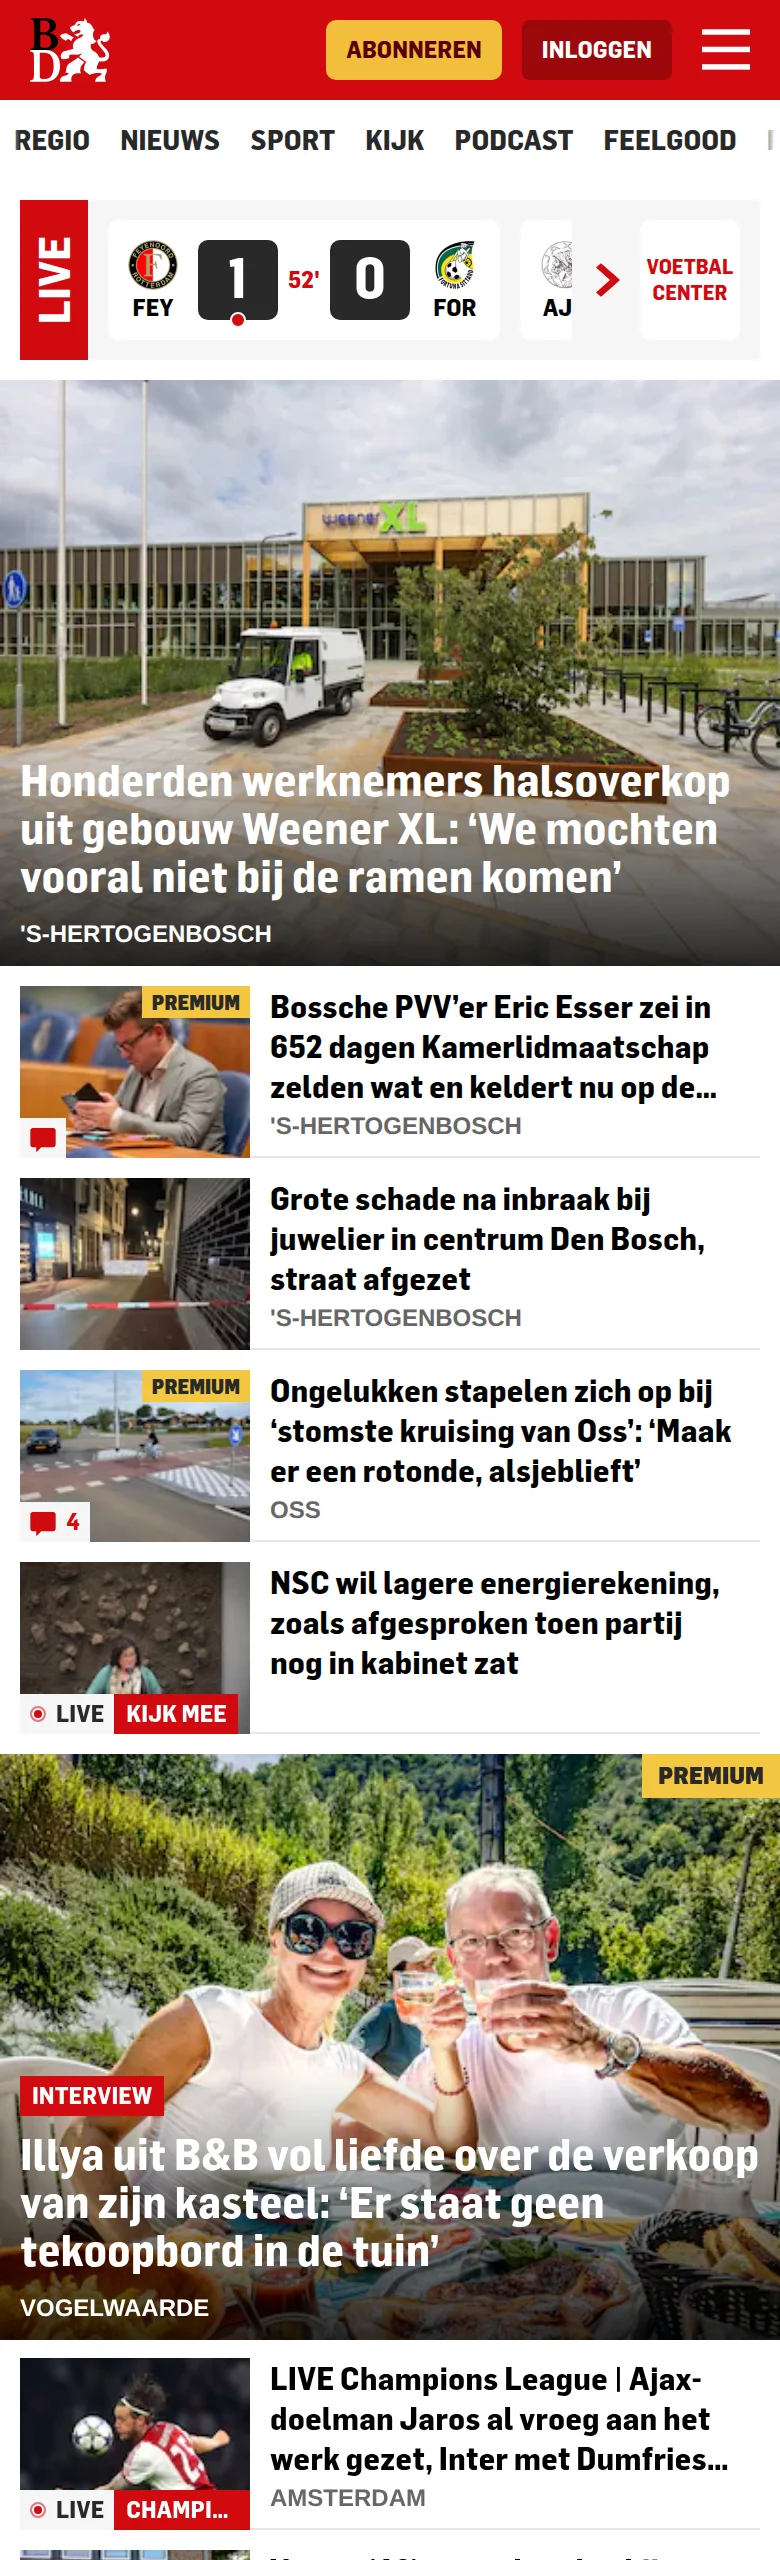 BD
ABONNEREN
INLOGGEN
REGIO NIEUWS SPORT KIJK PODCAST FEELGOOD
LIVE
FEY 1 52' 0 FOR
AJ
VOETBAL
CENTER
weener XL
Honderden werknemers halsoverkop
uit gebouw Weener XL: ‘We mochten
vooral niet bij de ramen komen’
'S-HERTOGENBOSCH
PREMIUM
Bossche PVV’er Eric Esser zei in
652 dagen Kamerlidmaatschap
zelden wat en keldert nu op de...
'S-HERTOGENBOSCH
Grote schade na inbraak bij
juwelier in centrum Den Bosch,
straat afgezet
'S-HERTOGENBOSCH
PREMIUM
4
Ongelukken stapelen zich op bij
‘stomste kruising van Oss’: ‘Maak
er een rotonde, alsjeblieft’
OSS
LIVE KIJK MEE
NSC wil lagere energierekening,
zoals afgesproken toen partij
nog in kabinet zat
PREMIUM
INTERVIEW
Illya uit B&B vol liefde over de verkoop
van zijn kasteel: ‘Er staat geen
tekoopbord in de tuin’
VOGELWAARDE
LIVE CHAMPI...
LIVE Champions League | Ajax-
doelman Jaros al vroeg aan het
werk gezet, Inter met Dumfries...
AMSTERDAM